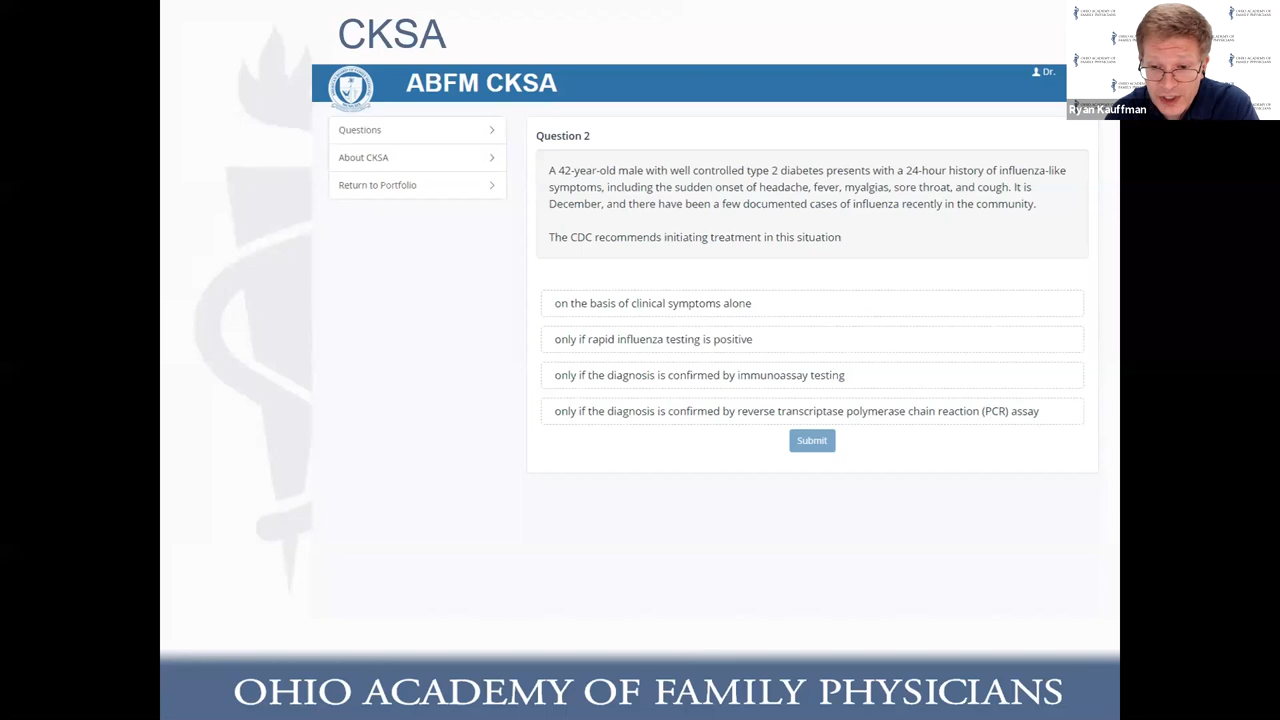 CKSA
ABFM CKSA
Dr.
Questions
About CKSA
Return to Portfolio
Question 2
A 42-year-old male with well controlled type 2 diabetes presents with a 24-hour history of influenza-like
symptoms, including the sudden onset of headache, fever, myalgias, sore throat, and cough. It is
December, and there have been a few documented cases of influenza recently in the community.
The CDC recommends initiating treatment in this situation
on the basis of clinical symptoms alone
only if rapid influenza testing is positive
only if the diagnosis is confirmed by immunoassay testing
only if the diagnosis is confirmed by reverse transcriptase polymerase chain reaction (PCR) assay
Submit
OHIO ACADEMY OF FAMILY PHYSICIANS
OHIO ACADEMY OF
FAMILY PHYSICIANS
Ryan Kauffman